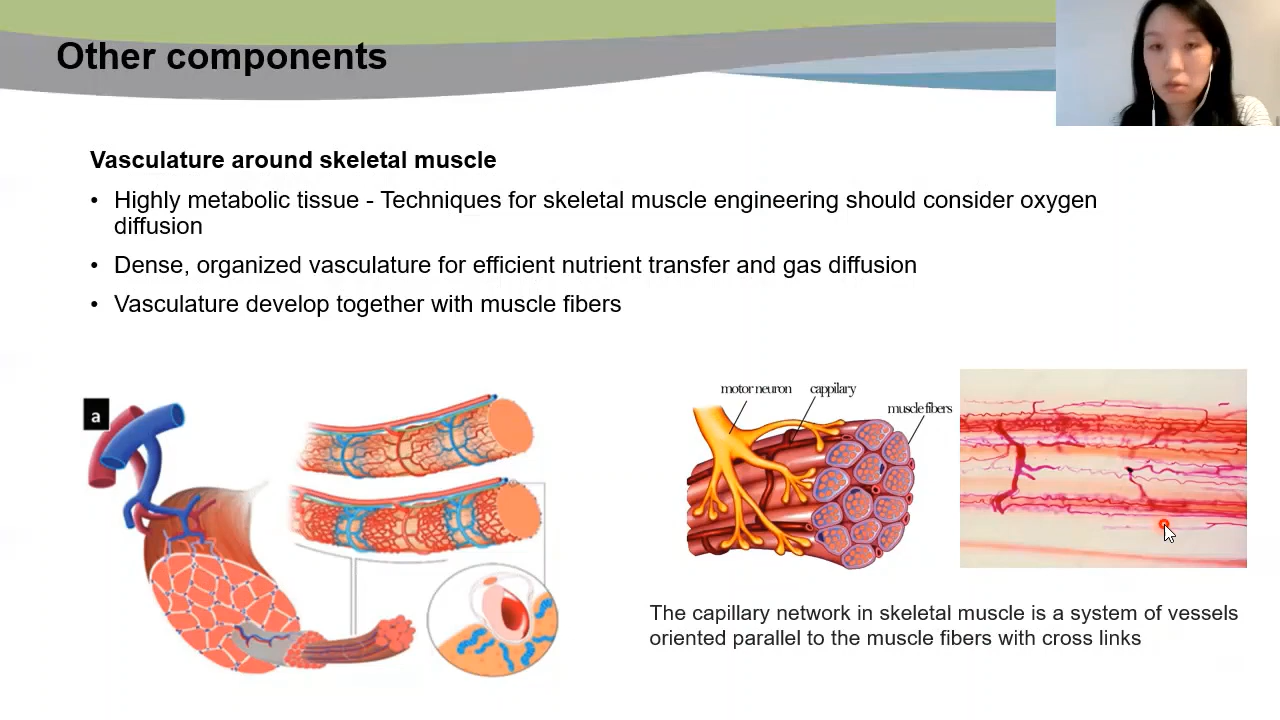 Other components
Vasculature around skeletal muscle
• Highly metabolic tissue - Techniques for skeletal muscle engineering should consider oxygen
diffusion
• Dense, organized vasculature for efficient nutrient transfer and gas diffusion
• Vasculature develop together with muscle fibers
a
motor neuron
cappilary
muscle fibers
The capillary network in skeletal muscle is a system of vessels
oriented parallel to the muscle fibers with cross links